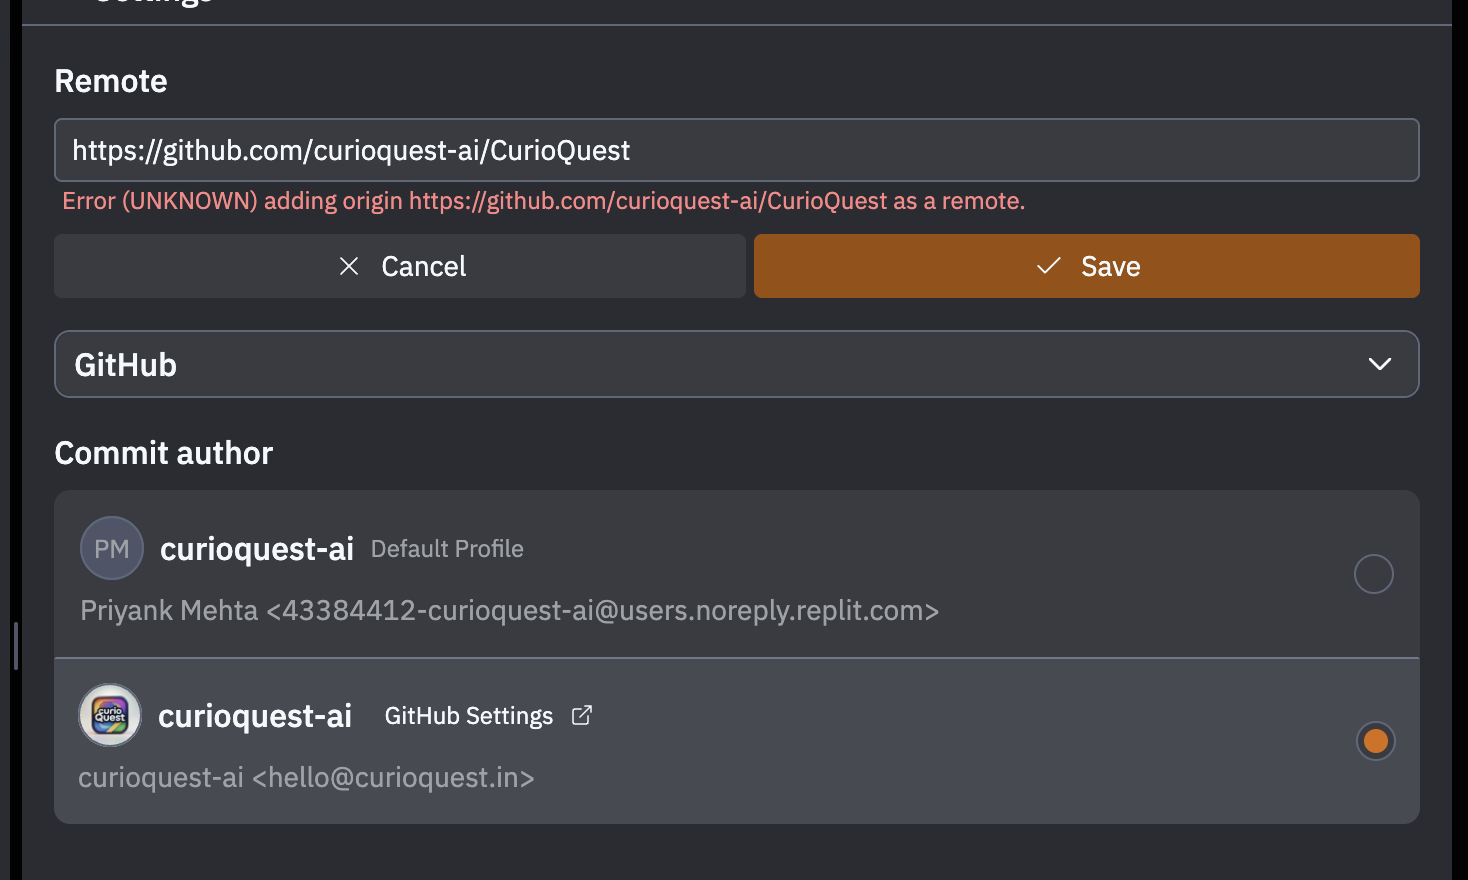 Settings
Remote
https://github.com/curioquest-ai/CurioQuest
Error (UNKNOWN) adding origin https://github.com/curioquest-ai/CurioQuest as a remote.
Cancel
Save
GitHub
Commit author
PM curioquest-ai Default Profile
Priyank Mehta <43384412-curioquest-ai@users.noreply.replit.com>
curio Quest curioquest-ai GitHub Settings
curioquest-ai <hello@curioquest.in>